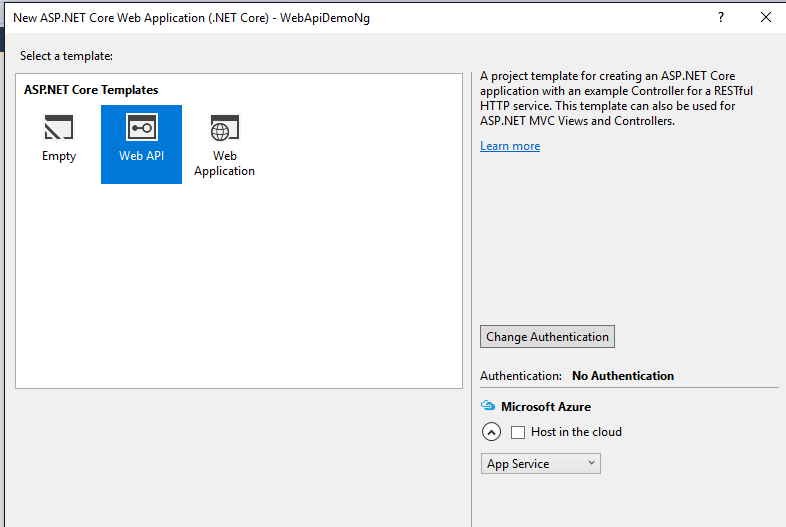 New ASP.NET Core Web Application (.NET Core) - WebApiDemoNg
?
Select a template:
ASP.NET Core Templates
Empty
Web API
Web
Application
A project template for creating an ASP.NET Core
application with an example Controller for a RESTful
HTTP service. This template can also be used for
ASP.NET MVC Views and Controllers.
Learn more
Change Authentication
Authentication: No Authentication
Microsoft Azure
Host in the cloud
App Service